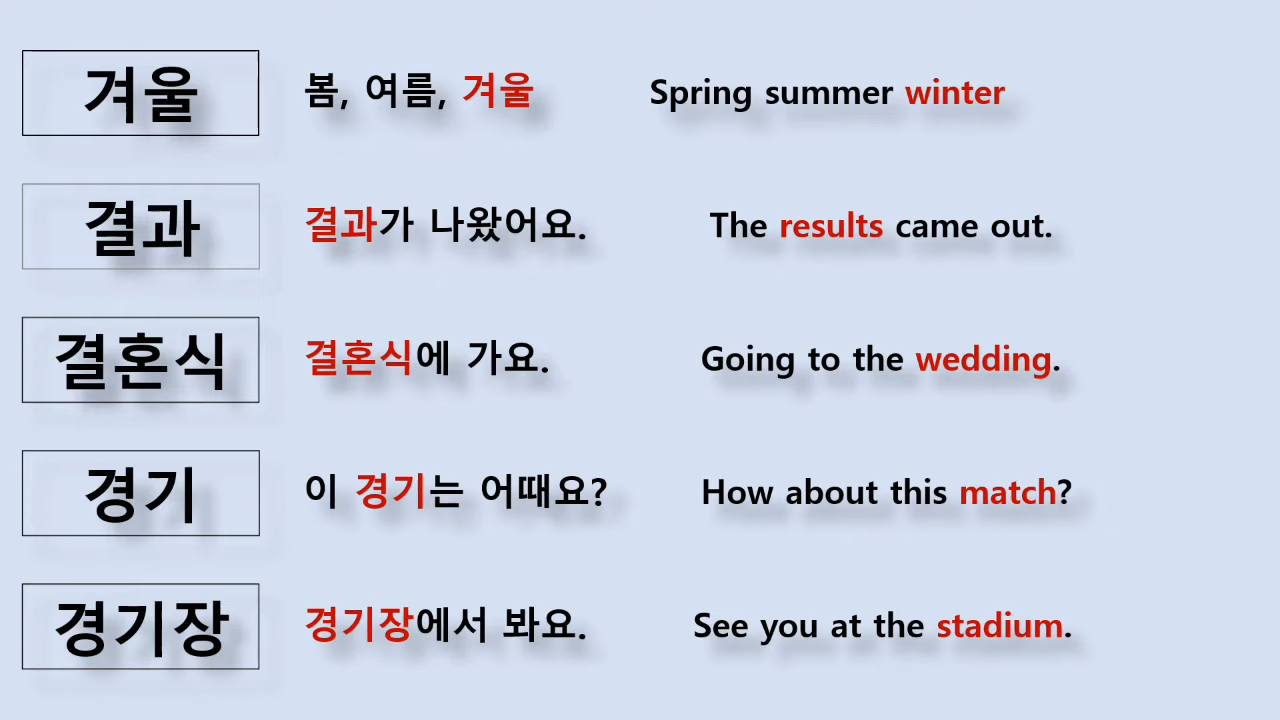 겨울 봄, 여름, 겨울 Spring summer winter
결과 결과가 나왔어요. The results came out.
결혼식 결혼식에 가요. Going to the wedding.
경기 이 경기는 어때요? How about this match?
경기장 경기장에서 봐요. See you at the stadium.